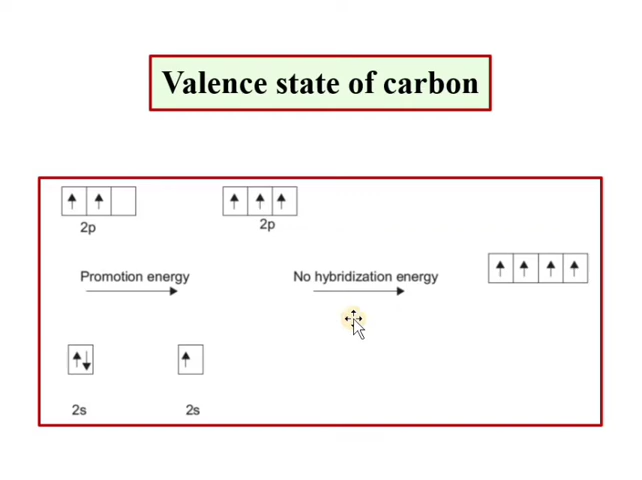 Valence state of carbon
2p
2p
Promotion energy
No hybridization energy
2s
2s